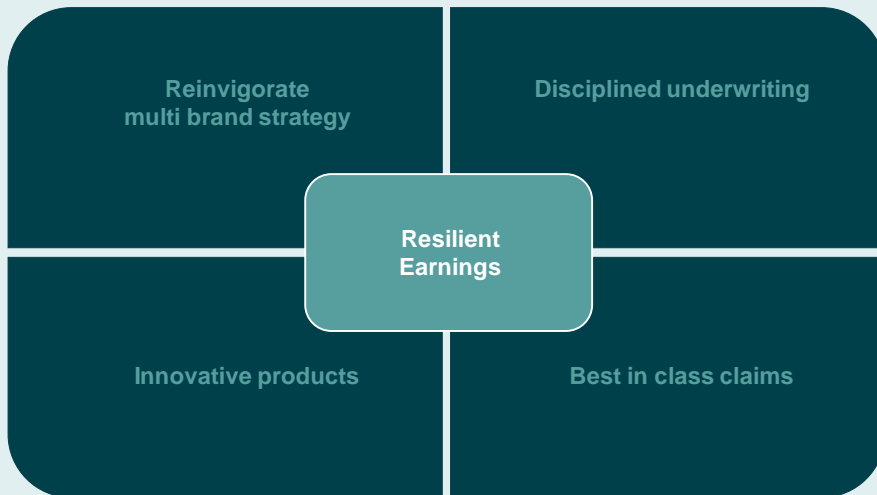 Reinvigorate
multi brand strategy
Disciplined underwriting
Resilient
Earnings
Innovative products
Best in class claims